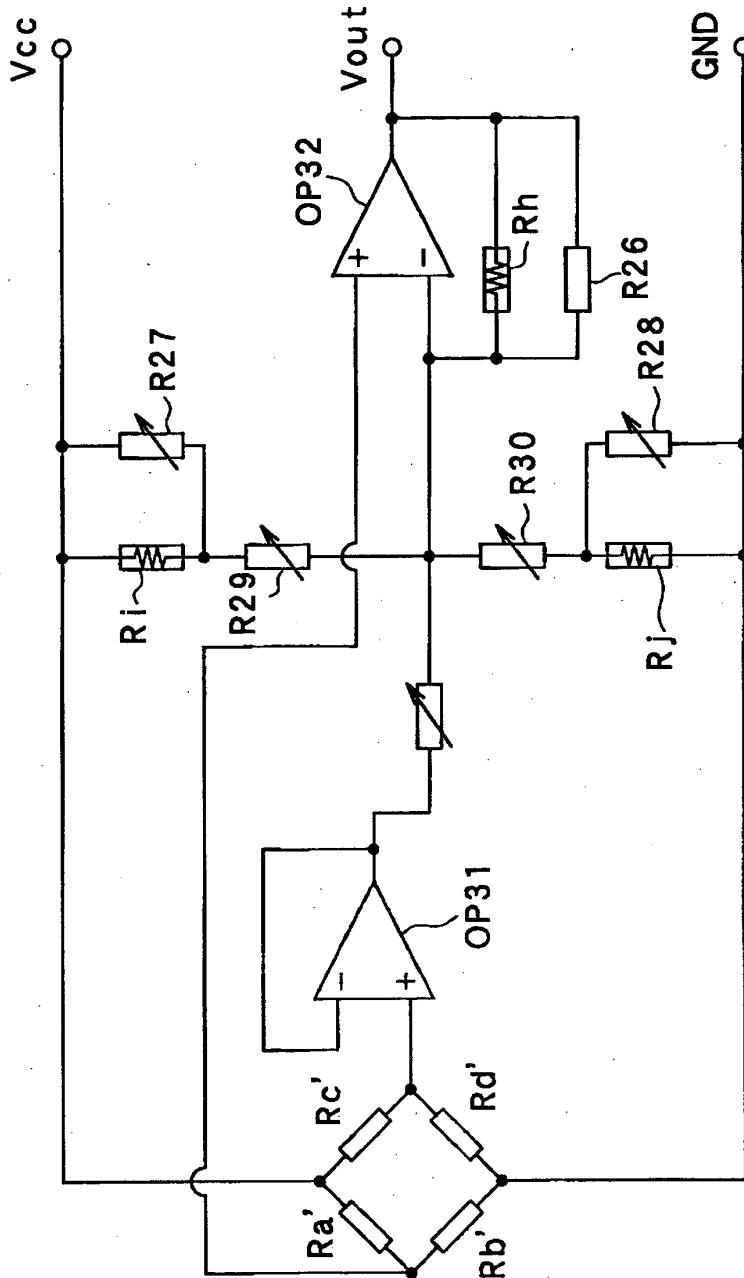 Vcc
Vout
GND
OP32
+
−
Rh
R26
R27
Ri
R29
R30
R28
Rj
OP31
−
+
Rc'
Rd'
Ra'
Rb'